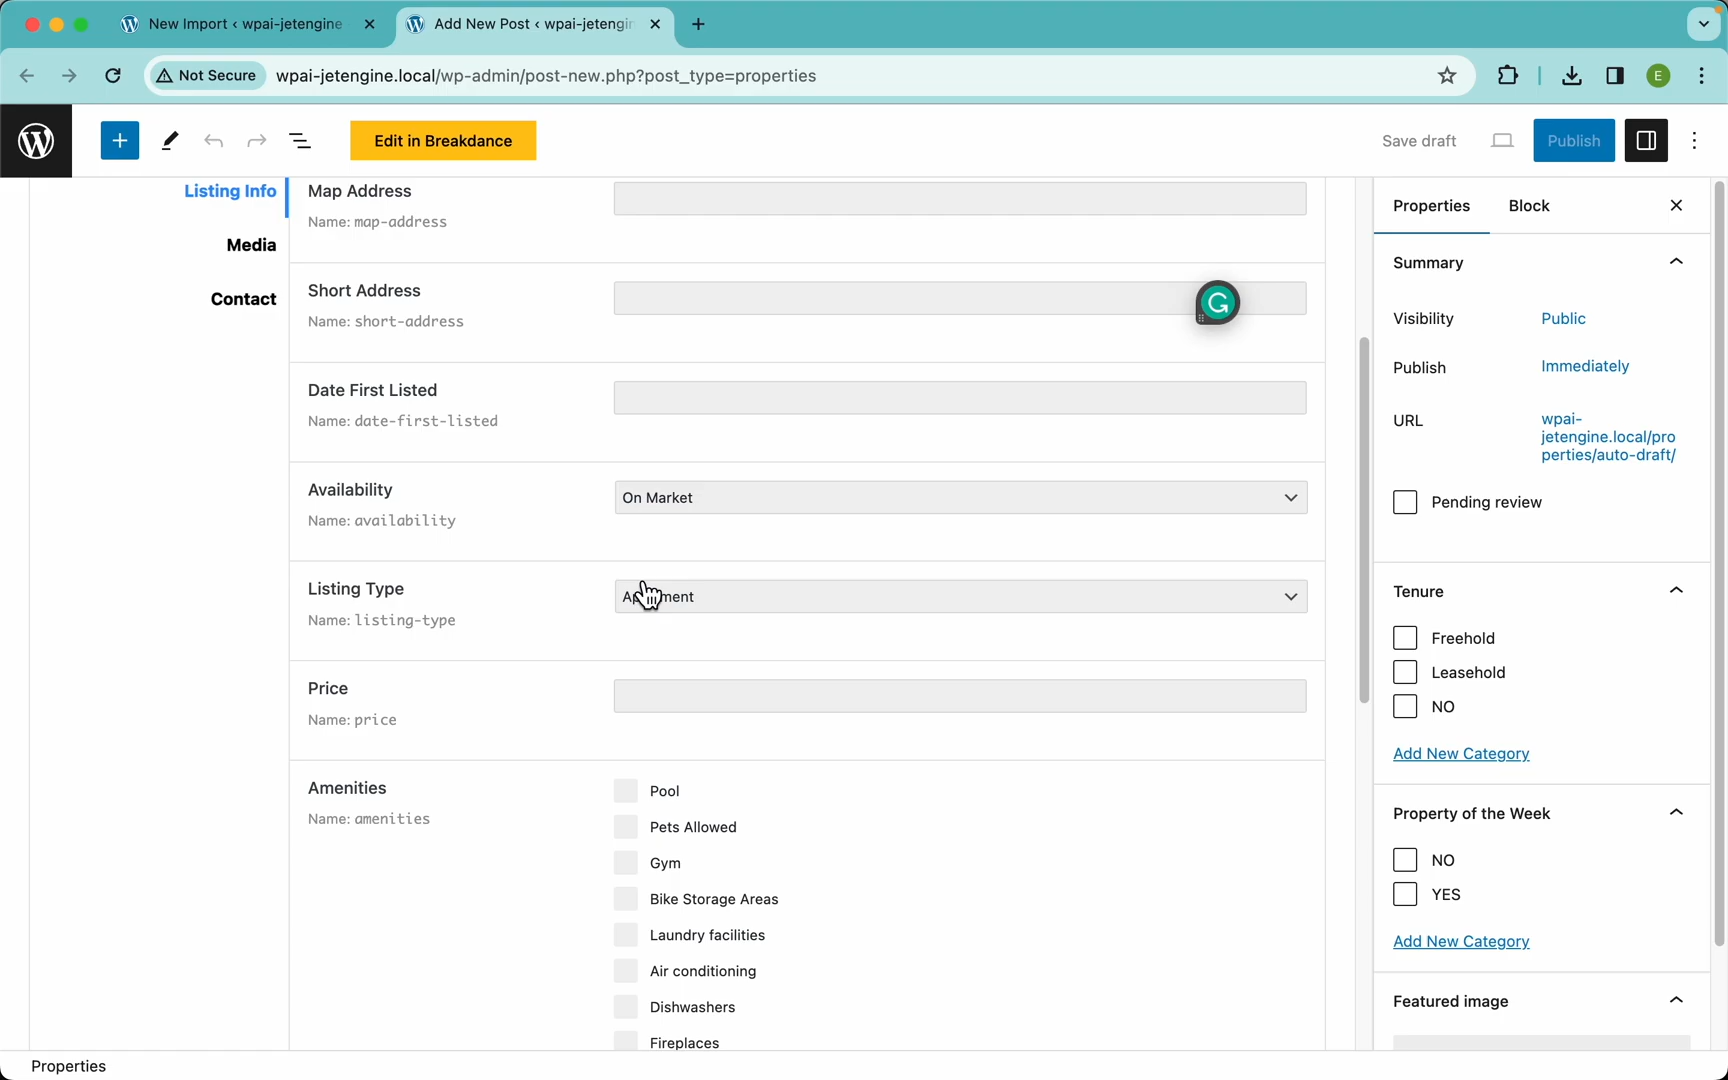 New Import ‹ wpai-jetengine
Add New Post ‹ wpai-jetengin
Not Secure
wpai-jetengine.local/wp-admin/post-new.php?post_type=properties
E
Edit in Breakdance
Save draft
Publish
Listing Info
Media
Contact
Map Address
Name: map-address
Short Address
Name: short-address
Date First Listed
Name: date-first-listed
Availability
Name: availability
On Market
Listing Type
Name: listing-type
Price
Name: price
Amenities
Name: amenities
Pool
Pets Allowed
Gym
Bike Storage Areas
Laundry facilities
Air conditioning
Dishwashers
Fireplaces
Properties
Block
Summary
Visibility
Public
Publish
Immediately
URL
wpai-
jetengine.local/pro
perties/auto-draft/
Pending review
Tenure
Freehold
Leasehold
NO
Add New Category
Property of the Week
NO
YES
Add New Category
Featured image
Properties